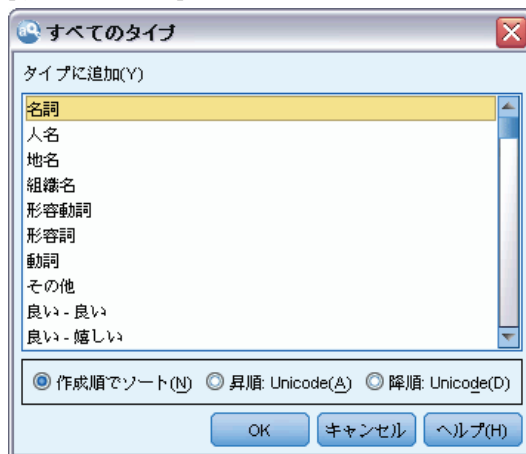 すべてのタイプ
タイプに追加(Y)
名詞
人名
地名
組織名
形容動詞
形容詞
動詞
その他
良い - 良い
良い - 嬉しい
作成順でソート(N) 昇順: Unicode(A) 降順: Unicode(D)
OK キャンセル ヘルプ(H)